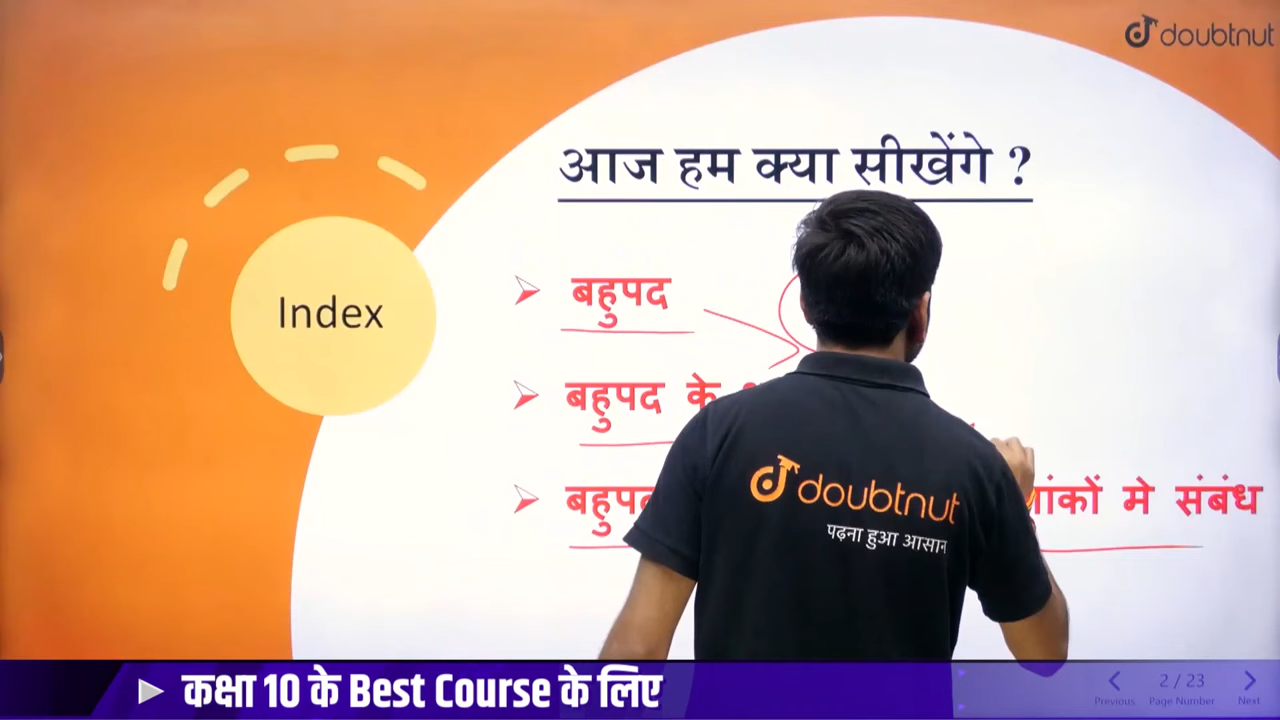 doubtnut
आज हम क्या सीखेंगे ?
Index
बहुपद
बहुपद के
मे संबंध
doubtnut
पढ़ना हुआ आसान
कक्षा 10 के Best Course के लिए
2 / 23
Previous Page Number Next